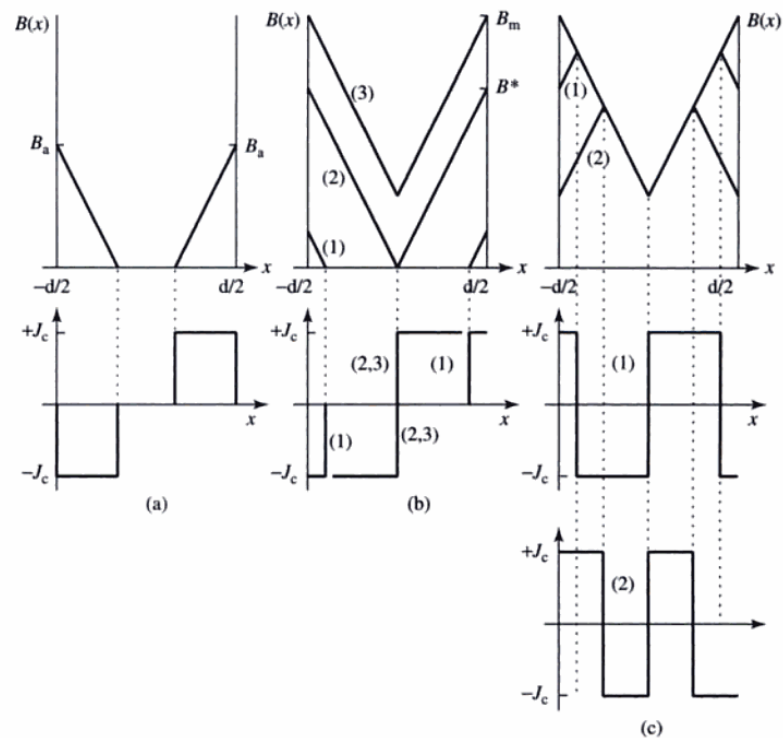 B(x)
B_a
B_a
x
−d/2
d/2
+J_c
x
−J_c
(a)
B(x)
B_m
B*
(3)
(2)
(1)
x
−d/2
d/2
+J_c
(2,3)
(1)
x
(1)
(2,3)
−J_c
(b)
B(x)
(1)
(2)
x
−d/2
d/2
+J_c
(1)
x
−J_c
+J_c
(2)
−J_c
(c)